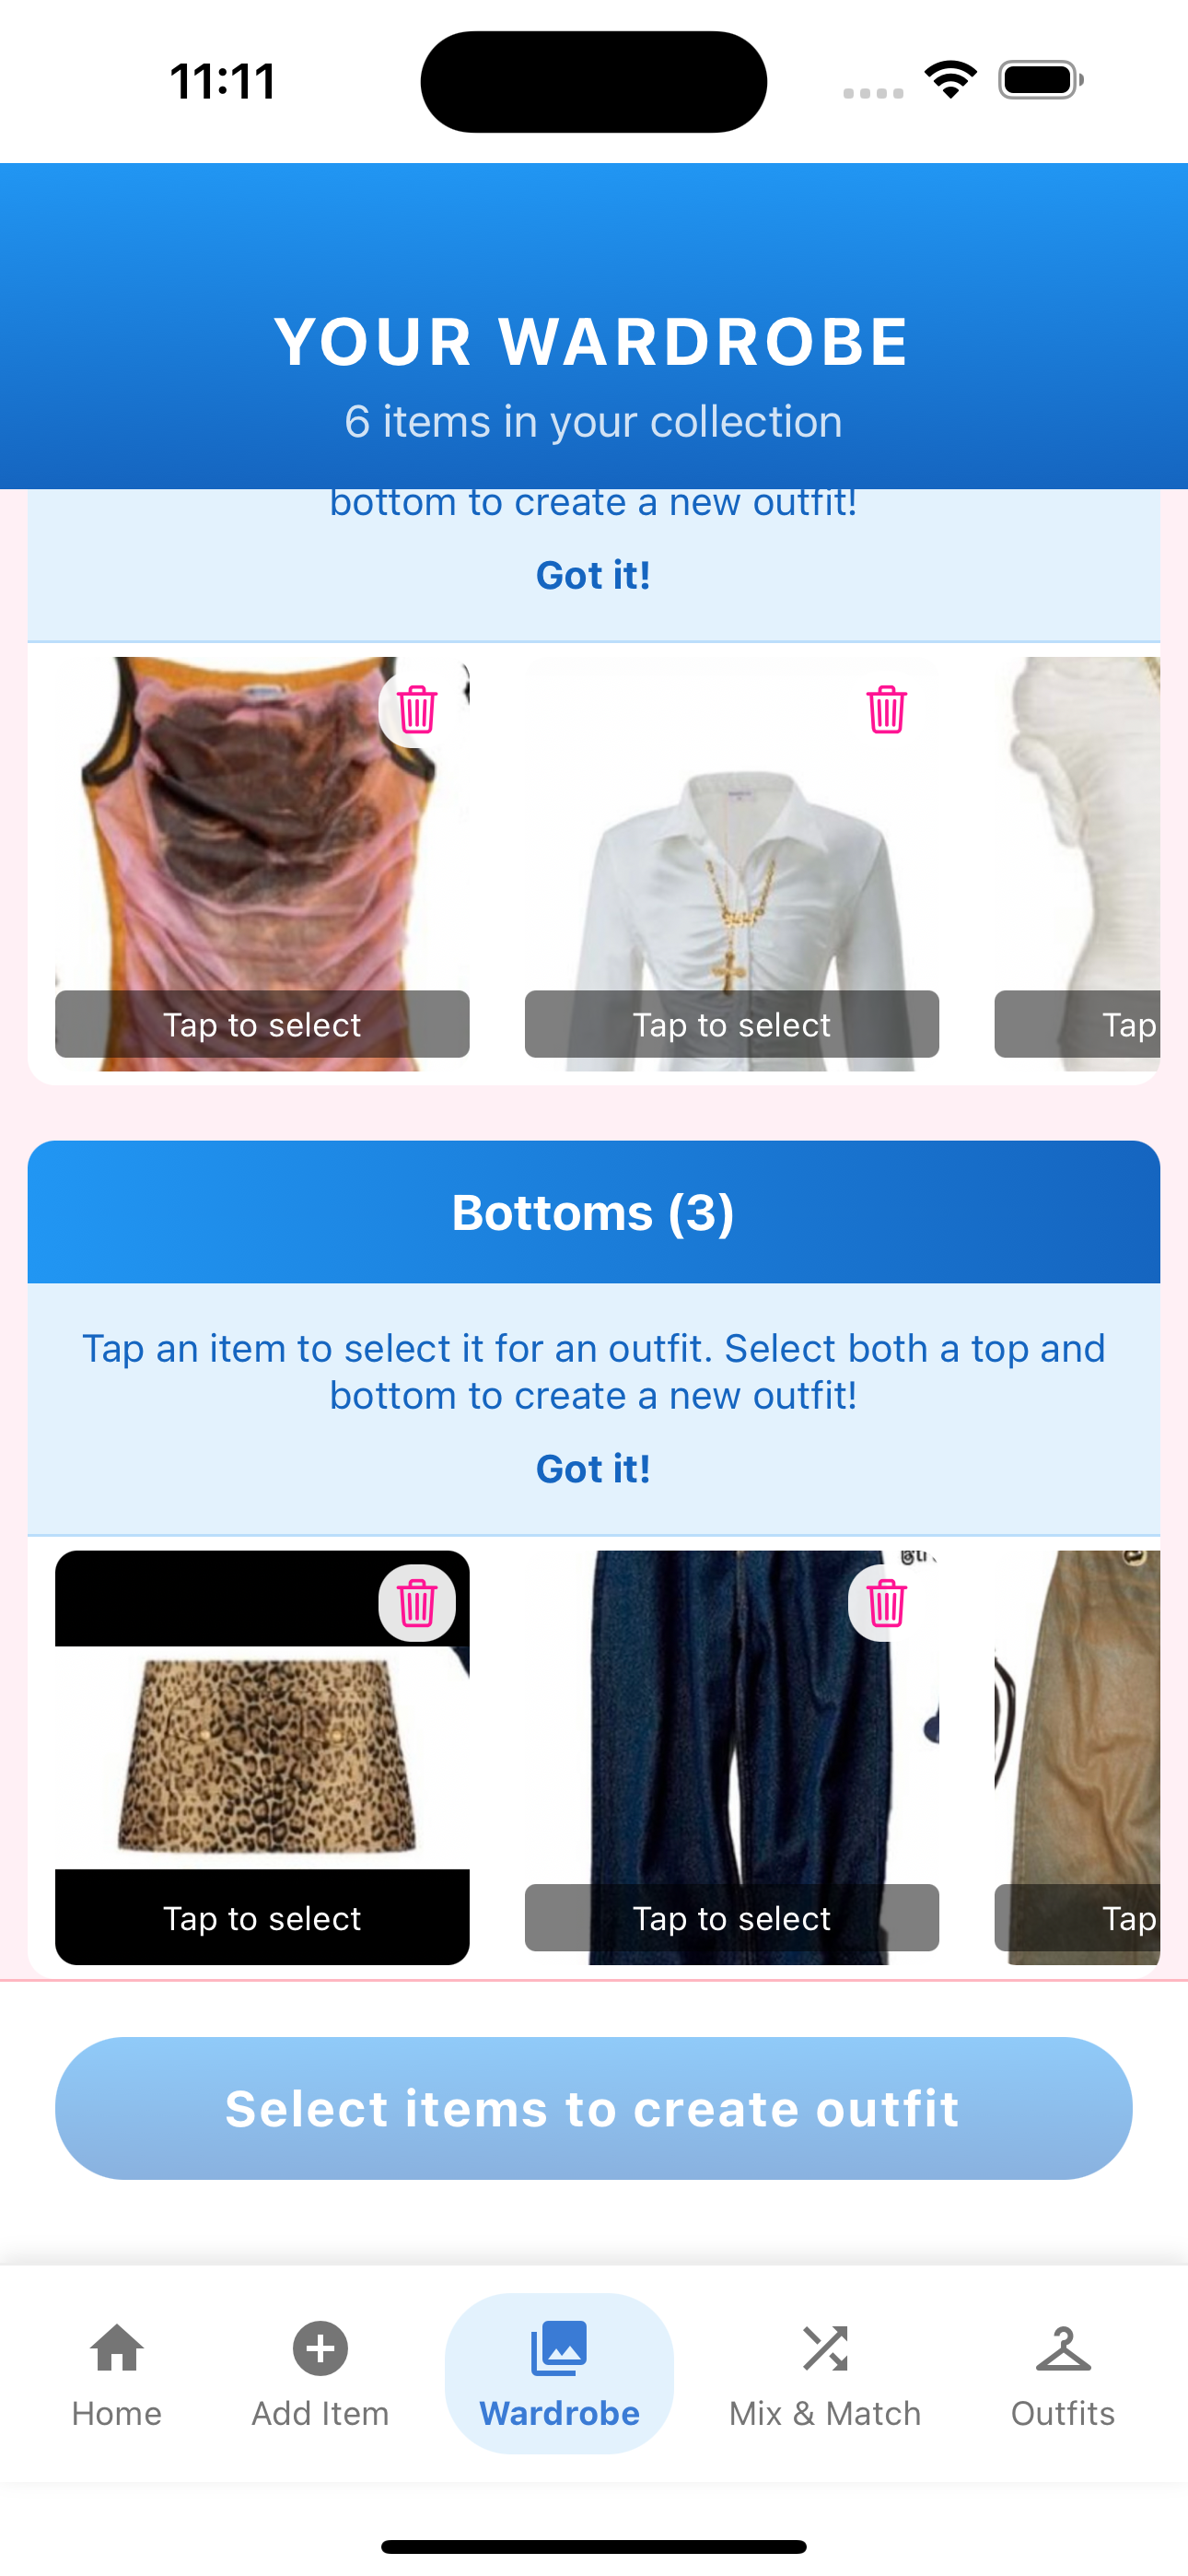 11:11
YOUR WARDROBE
6 items in your collection
bottom to create a new outfit!
Got it!
Tap to select
Tap to select
Tap
Bottoms (3)
Tap an item to select it for an outfit. Select both a top and
bottom to create a new outfit!
Got it!
Tap to select
Tap to select
Tap
Select items to create outfit
Home
Add Item
Wardrobe
Mix & Match
Outfits